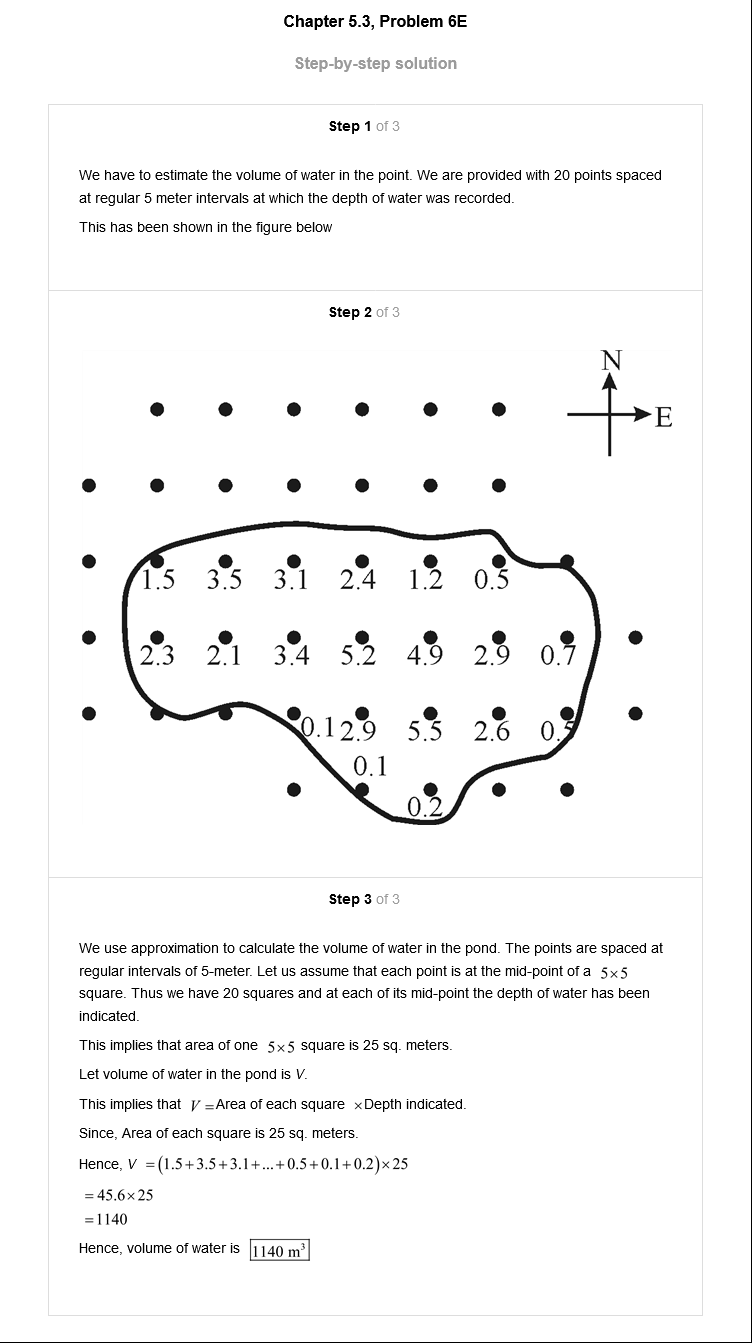 Chapter 5.3, Problem 6E
Step-by-step solution
Step 1 of 3
We have to estimate the volume of water in the point. We are provided with 20 points spaced
at regular 5 meter intervals at which the depth of water was recorded.
This has been shown in the figure below
Step 2 of 3
N
E
1.5 3.5 3.1 2.4 1.2 0.5
2.3 2.1 3.4 5.2 4.9 2.9 0.7
0.1 2.9 5.5 2.6 0.5
0.1
0.2
Step 3 of 3
We use approximation to calculate the volume of water in the pond. The points are spaced at
regular intervals of 5-meter. Let us assume that each point is at the mid-point of a 5×5
square. Thus we have 20 squares and at each of its mid-point the depth of water has been
indicated.
This implies that area of one 5×5 square is 25 sq. meters.
Let volume of water in the pond is V.
This implies that V =Area of each square ×Depth indicated.
Since, Area of each square is 25 sq. meters.
Hence, V =(1.5+3.5+3.1+...+0.5+0.1+0.2)×25
=45.6×25
=1140
Hence, volume of water is 1140 m³